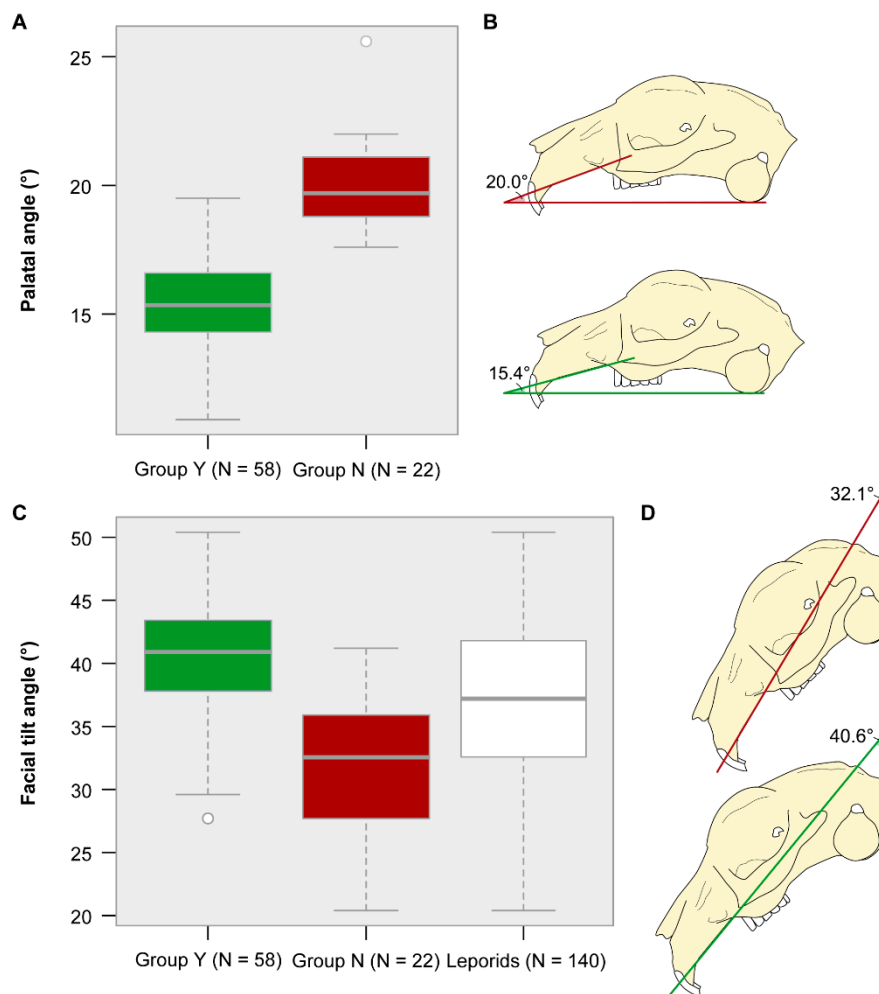 A
B
Palatal angle (°)
25
20
15
Group Y (N = 58)
Group N (N = 22)
20.0°
15.4°
C
D
Facial tilt angle (°)
50
45
40
35
30
25
20
Group Y (N = 58)
Group N (N = 22)
Leporids (N = 140)
32.1°
40.6°